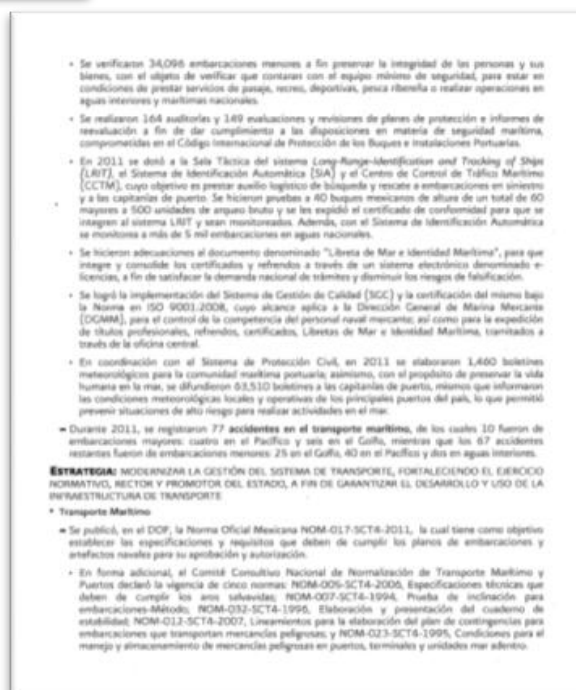 • Se verificaron 34,096 embarcaciones menores a fin preservar la integridad de las personas y sus
bienes, con el objeto de verificar que contaran con el equipo mínimo de seguridad, para estar en
condiciones de prestar servicios de pasaje, recreo, deportivas, pesca ribereña o realizar operaciones en
aguas interiores y marítimas nacionales.
• Se realizaron 164 auditorías y 149 evaluaciones y revisiones de planes de protección e informes de
reevaluación a fin de dar cumplimiento a las disposiciones en materia de seguridad marítima,
comprometidas en el Código Internacional de Protección de los Buques e Instalaciones Portuarias.
• En 2011 se dotó a la Sala Táctica del sistema Long-Range-Identification and Tracking of Ships
(LRIT), el Sistema de Identificación Automática (SIA) y el Centro de Control de Tráfico Marítimo
(CCTM), cuyo objetivo es prestar auxilio logístico de búsqueda y rescate a embarcaciones en siniestro
y a las capitanías de puerto. Se hicieron pruebas a 40 buques mexicanos de altura de un total de 60
mayores a 500 unidades de arqueo bruto y se les expidió el certificado de conformidad para que se
integren al sistema LRIT y sean monitoreados. Además, con el Sistema de Identificación Automática
se monitorea a más de 5 mil embarcaciones en aguas nacionales.
• Se hicieron adecuaciones al documento denominado "Libreta de Mar e identidad Marítima", para que
integre y consolide los certificados y refrendos a través de un sistema electrónico denominado e-
licencias, a fin de satisfacer la demanda nacional de trámites y disminuir los riesgos de falsificación.
• Se logró la implementación del Sistema de Gestión de Calidad (SGC) y la certificación del mismo bajo
la Norma en ISO 9001:2008, cuyo alcance aplica a la Dirección General de Marina Mercante
(DGMM), para el control de la competencia del personal naval mercante; así como para la expedición
de títulos profesionales, refrendos, certificados, Libretas de Mar e Identidad Marítima, tramitados a
través de la oficina central.
• En coordinación con el Sistema de Protección Civil, en 2011 se elaboraron 1,460 boletines
meteorológicos para la comunidad marítima portuaria; asimismo, con el propósito de preservar la vida
humana en la mar, se difundieron 63,510 boletines a las capitanías de puerto, mismos que informaron
las condiciones meteorológicas locales y operativas de los principales puertos del país, lo que permitió
prevenir situaciones de alto riesgo para realizar actividades en el mar.
– Durante 2011, se registraron 77 accidentes en el transporte marítimo, de los cuales 10 fueron de
embarcaciones mayores: cuatro en el Pacífico y seis en el Golfo, mientras que los 67 accidentes
restantes fueron de embarcaciones menores: 25 en el Golfo, 40 en el Pacífico y dos en aguas interiores.
ESTRATEGIA: MODERNIZAR LA GESTIÓN DEL SISTEMA DE TRANSPORTE, FORTALECIENDO EL EJERCICIO
NORMATIVO, RECTOR Y PROMOTOR DEL ESTADO, A FIN DE GARANTIZAR EL DESARROLLO Y USO DE LA
INFRAESTRUCTURA DE TRANSPORTE
• Transporte Marítimo
– Se publicó, en el DOF, la Norma Oficial Mexicana NOM-017-SCT4-2011, la cual tiene como objetivo
establecer las especificaciones y requisitos que deben de cumplir los planos de embarcaciones y
artefactos navales para su aprobación y autorización.
• En forma adicional, el Comité Consultivo Nacional de Normalización de Transporte Marítimo y
Puertos declaró la vigencia de cinco normas: NOM-005-SCT4-2006, Especificaciones técnicas que
deben de cumplir los aros salvavidas; NOM-007-SCT4-1994, Prueba de inclinación para
embarcaciones-Método; NOM-032-SCT4-1996, Elaboración y presentación del cuaderno de
estabilidad; NOM-012-SCT4-2007, Lineamientos para la elaboración del plan de contingencias para
embarcaciones que transportan mercancías peligrosas; y NOM-023-SCT4-1995, Condiciones para el
manejo y almacenamiento de mercancías peligrosas en puertos, terminales y unidades mar adentro.